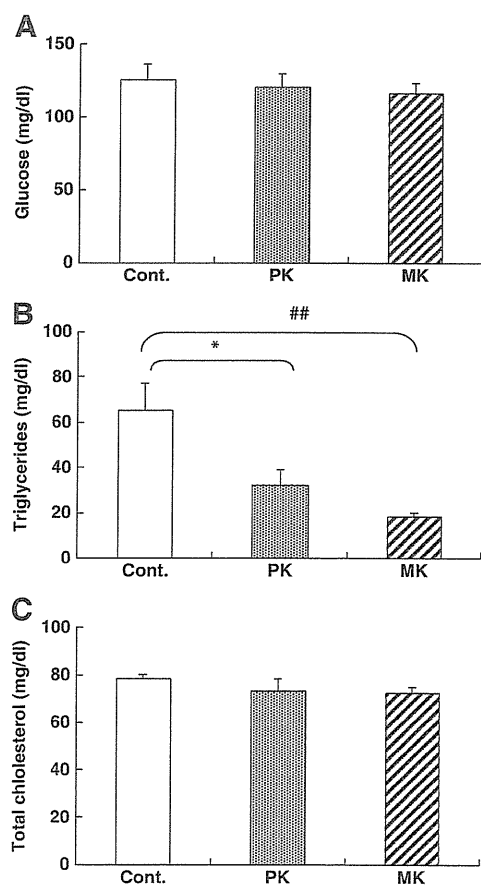 A
Glucose (mg/dl)
150
100
50
0
Cont. PK MK
B
Triglycerides (mg/dl)
100
80
60
40
20
0
##
*
Cont. PK MK
C
Total chlolesterol (mg/dl)
100
80
60
40
20
0
Cont. PK MK